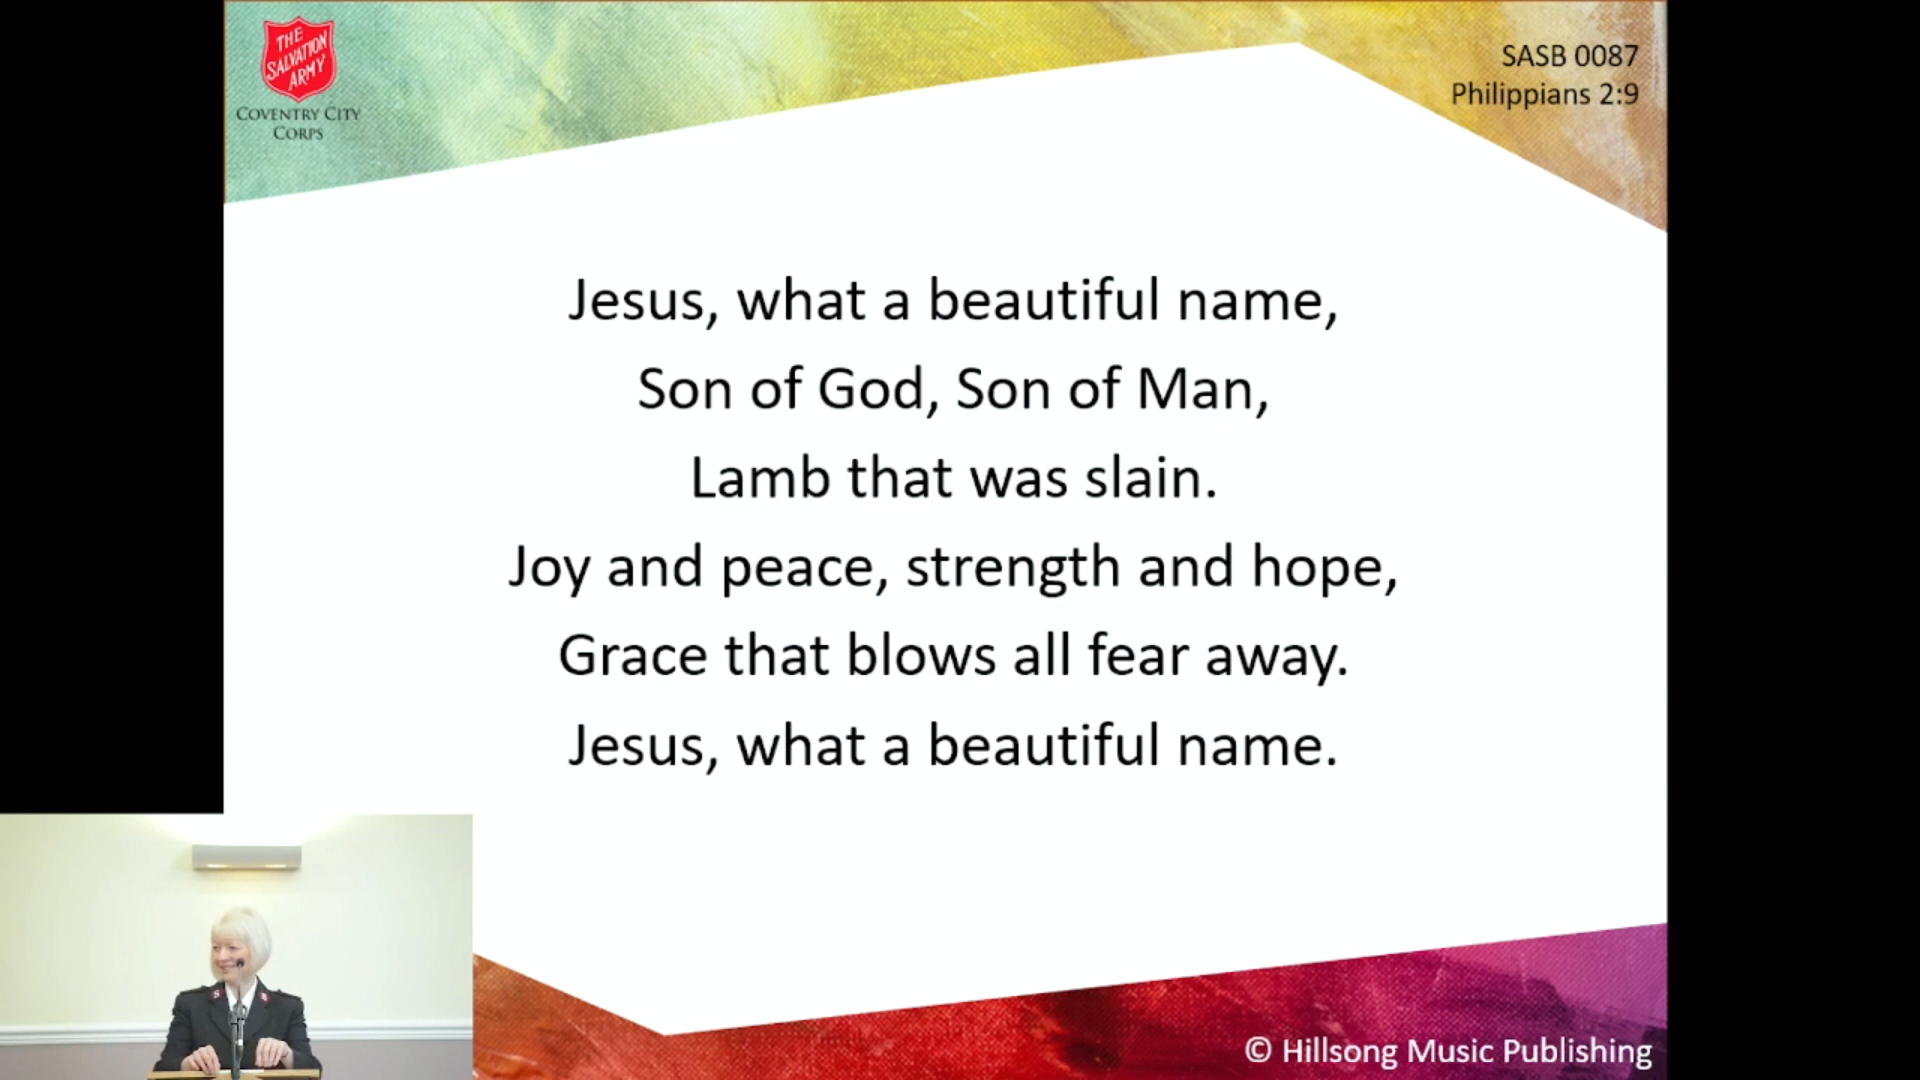 THE
SALVATION
ARMY
COVENTRY CITY
CORPS
SASB 0087
Philippians 2:9
Jesus, what a beautiful name,
Son of God, Son of Man,
Lamb that was slain.
Joy and peace, strength and hope,
Grace that blows all fear away.
Jesus, what a beautiful name.
© Hillsong Music Publishing